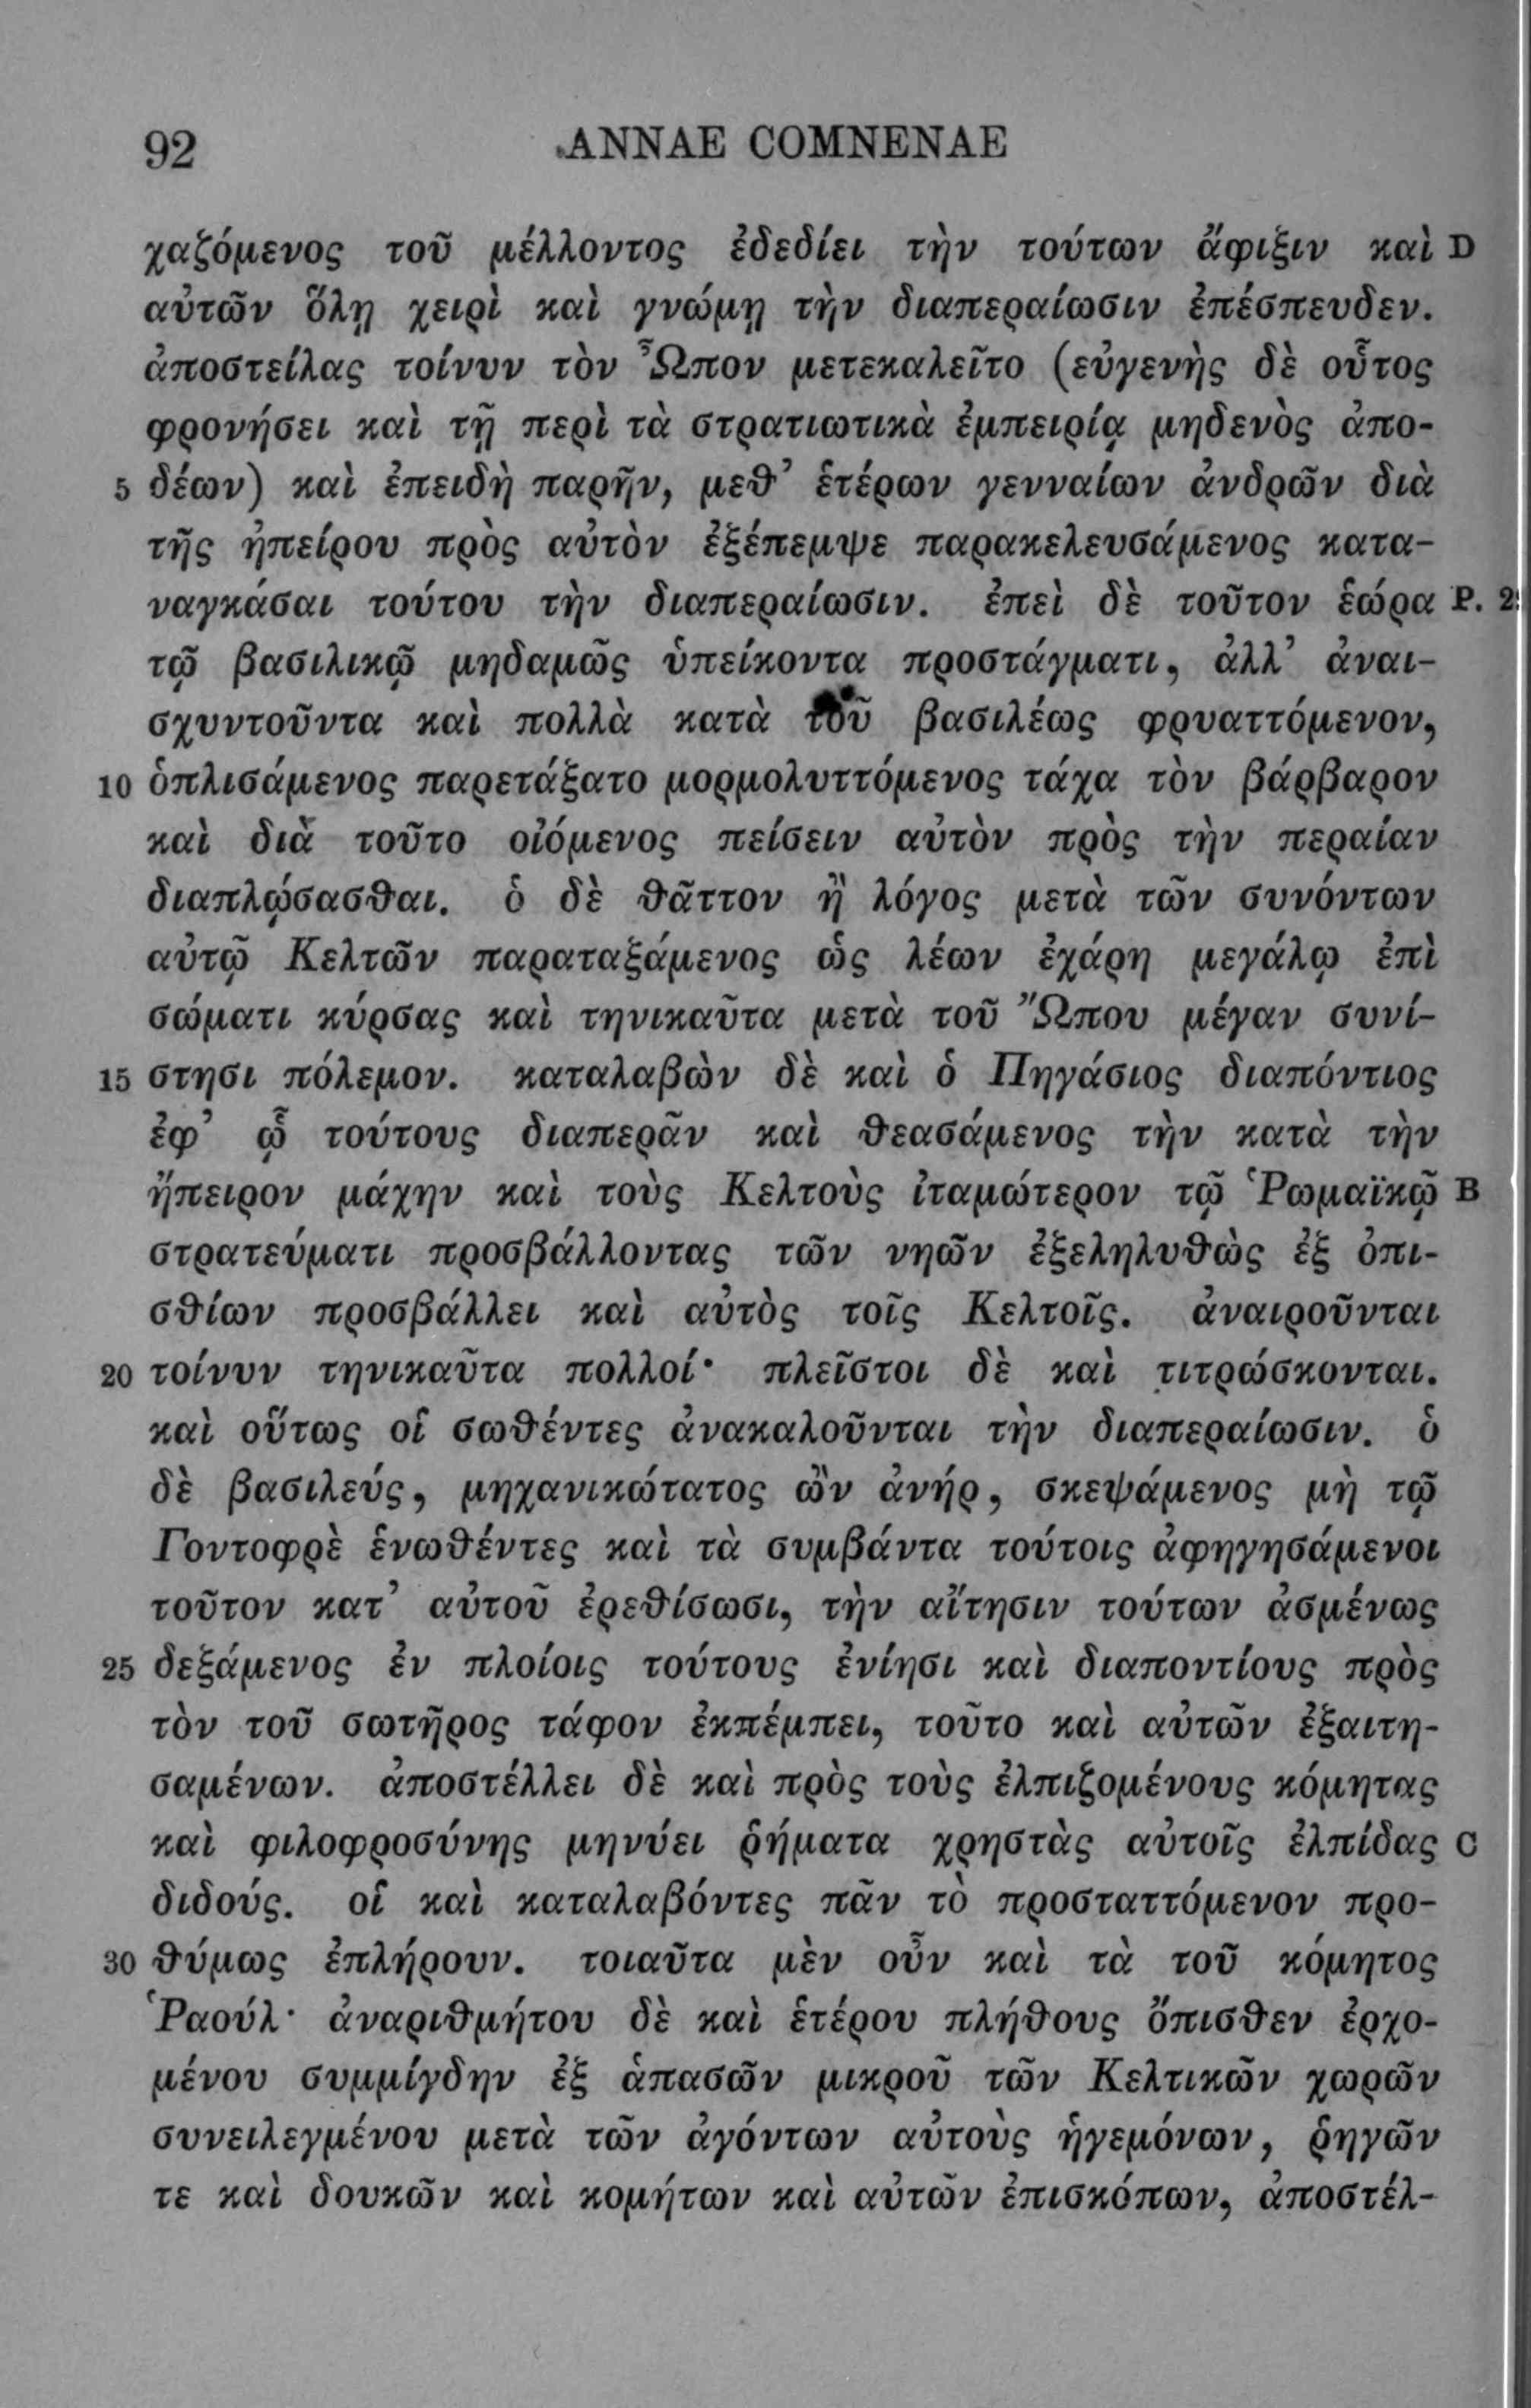 92 ANNAE COMNENAE
χαζόμενος τοῦ μέλλοντος ἐδεδίει τὴν τούτων ἄφιξιν καὶ D
αὐτῶν ὅλῃ χειρὶ καὶ γνώμῃ τὴν διαπεραίωσιν ἐπέσπευδεν.
ἀποστείλας τοίνυν τὸν Ὦπον μετεκαλεῖτο (εὐγενὴς δὲ οὗτος
φρονήσει καὶ τῇ περὶ τὰ στρατιωτικὰ ἐμπειρίᾳ μηδενὸς ἀπο-
5 δέων) καὶ ἐπειδὴ παρῆν, μεθ’ ἑτέρων γενναίων ἀνδρῶν διὰ
τῆς ἠπείρου πρὸς αὐτὸν ἐξέπεμψε παρακελευσάμενος κατα-
ναγκάσαι τούτου τὴν διαπεραίωσιν. ἐπεὶ δὲ τοῦτον ἑώρα P. 2
τῷ βασιλικῷ μηδαμῶς ὑπείκοντα προστάγματι, ἀλλ’ ἀναι-
σχυντοῦντα καὶ πολλὰ κατὰ τοῦ βασιλέως φρυαττόμενον,
10 ὁπλισάμενος παρετάξατο μορμολυττόμενος τάχα τὸν βάρβαρον
καὶ διὰ τοῦτο οἰόμενος πείσειν αὐτὸν πρὸς τὴν περαίαν
διαπλῴσασθαι. ὁ δὲ θᾶττον ἢ λόγος μετὰ τῶν συνόντων
αὐτῷ Κελτῶν παραταξάμενος ὡς λέων ἐχάρη μεγάλῳ ἐπὶ
σώματι κύρσας καὶ τηνικαῦτα μετὰ τοῦ Ὤπου μέγαν συνί-
15 στησι πόλεμον. καταλαβὼν δὲ καὶ ὁ Πηγάσιος διαπόντιος
ἐφ’ ᾧ τούτους διαπερᾶν καὶ θεασάμενος τὴν κατὰ τὴν
ἤπειρον μάχην καὶ τοὺς Κελτοὺς ἰταμώτερον τῷ Ῥωμαϊκῷ B
στρατεύματι προσβάλλοντας τῶν νηῶν ἐξεληλυθὼς ἐξ ὀπι-
σθίων προσβάλλει καὶ αὐτὸς τοῖς Κελτοῖς. ἀναιροῦνται
20 τοίνυν τηνικαῦτα πολλοί· πλεῖστοι δὲ καὶ τιτρώσκονται.
καὶ οὕτως οἱ σωθέντες ἀνακαλοῦνται τὴν διαπεραίωσιν. ὁ
δὲ βασιλεύς, μηχανικώτατος ὢν ἀνήρ, σκεψάμενος μὴ τῷ
Γοντοφρὲ ἑνωθέντες καὶ τὰ συμβάντα τούτοις ἀφηγησάμενοι
τοῦτον κατ’ αὐτοῦ ἐρεθίσωσι, τὴν αἴτησιν τούτων ἀσμένως
25 δεξάμενος ἐν πλοίοις τούτους ἐνίησι καὶ διαποντίους πρὸς
τὸν τοῦ σωτῆρος τάφον ἐκπέμπει, τοῦτο καὶ αὐτῶν ἐξαιτη-
σαμένων. ἀποστέλλει δὲ καὶ πρὸς τοὺς ἐλπιζομένους κόμητας
καὶ φιλοφροσύνης μηνύει ῥήματα χρηστὰς αὐτοῖς ἐλπίδας C
διδούς. οἳ καὶ καταλαβόντες πᾶν τὸ προσταττόμενον προ-
30 θύμως ἐπλήρουν. τοιαῦτα μὲν οὖν καὶ τὰ τοῦ κόμητος
Ῥαούλ· ἀναριθμήτου δὲ καὶ ἑτέρου πλήθους ὄπισθεν ἐρχο-
μένου συμμίγδην ἐξ ἁπασῶν μικροῦ τῶν Κελτικῶν χωρῶν
συνειλεγμένου μετὰ τῶν ἀγόντων αὐτοὺς ἡγεμόνων, ῥηγῶν
τε καὶ δουκῶν καὶ κομήτων καὶ αὐτῶν ἐπισκόπων, ἀποστέλ-